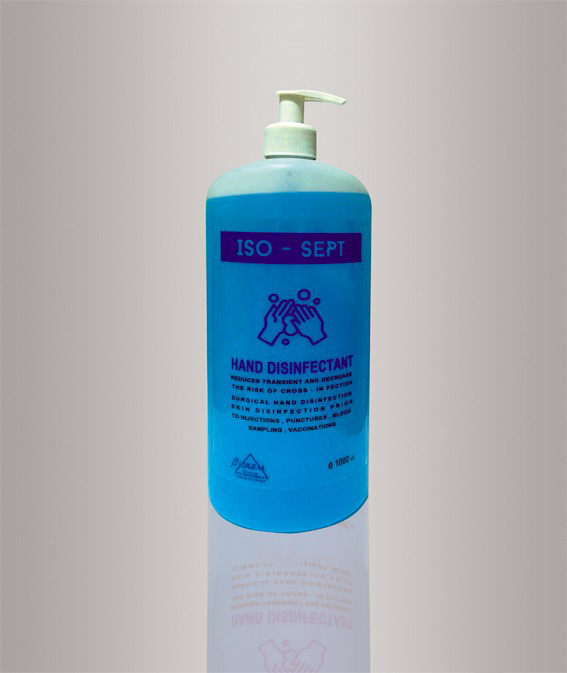 ISO - SEPT
HAND DISINFECTANT
REDUCES TRANSIENT AND DECREASE
THE RISK OF CROSS - IN FECTION
SURGICAL HAND DISINFECTION
SKIN DISINFECTION PRIOR
TO INJECTIONS , PUNCTURES , BLOOD
SAMPLING , VACCINATIONS
e 1000